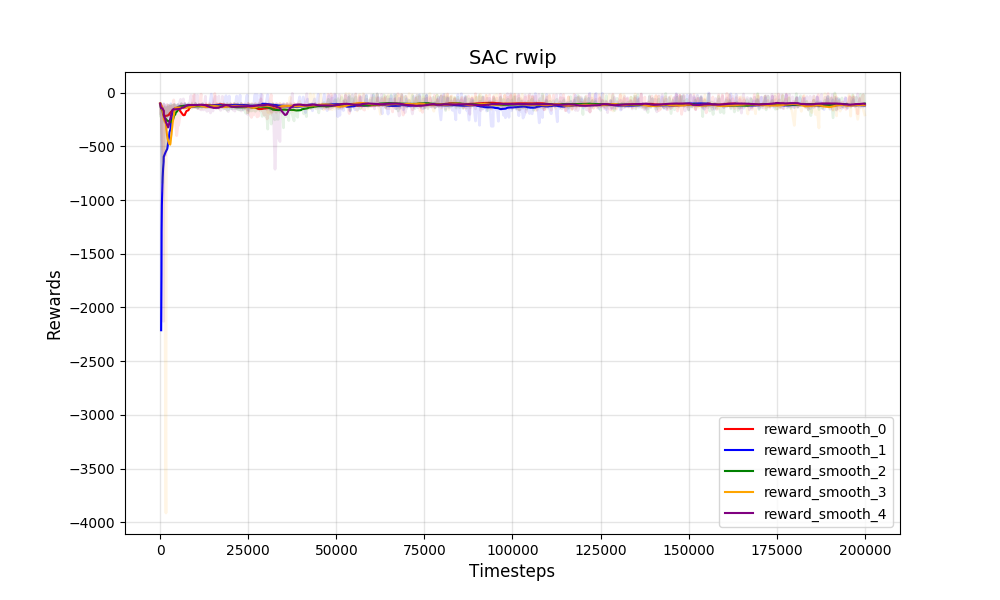 SAC rwip
Rewards
0
−500
−1000
−1500
−2000
−2500
−3000
−3500
−4000
reward_smooth_0
reward_smooth_1
reward_smooth_2
reward_smooth_3
reward_smooth_4
0 25000 50000 75000 100000 125000 150000 175000 200000
Timesteps